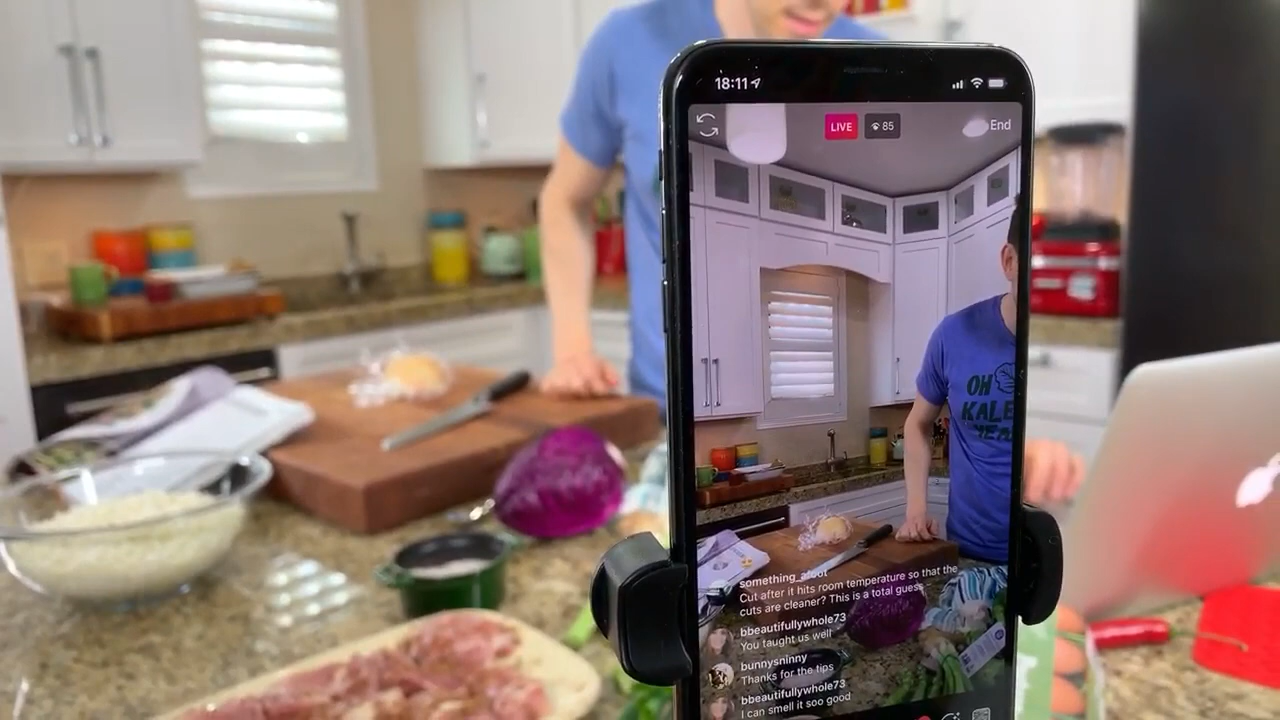 18:11
LIVE
85
End
OH
KALE
YEAH
something_afoot
Cut after it hits room temperature so that the
cuts are cleaner? This is a total guess
bbeautifullywhole73
You taught us well
bunnysninny
Thanks for the tips
bbeautifullywhole73
I can smell it soo good